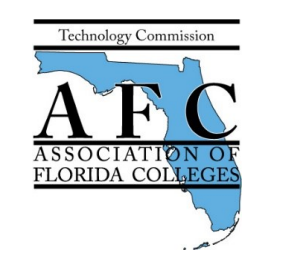 Technology Commission
AFC
ASSOCIATION OF
FLORIDA COLLEGES